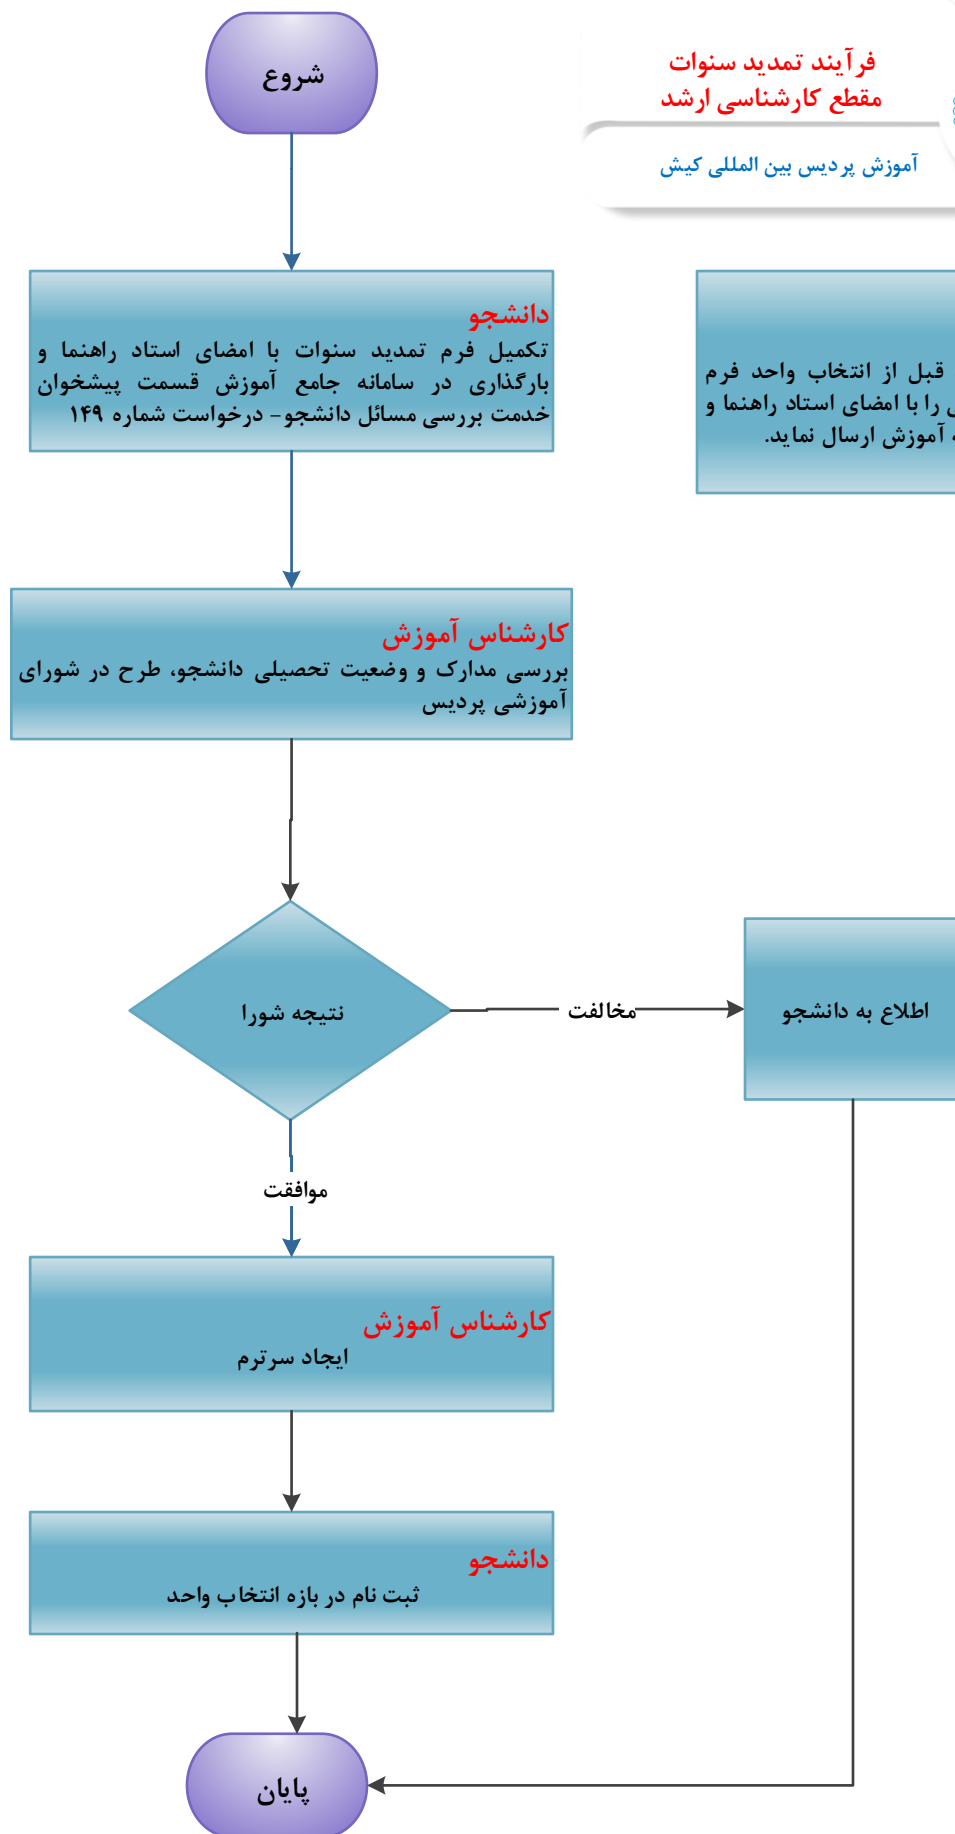 شروع
فرآیند تمدید سنوات
مقطع کارشناسی ارشد
آموزش پردیس بین المللی کیش
دانشجو
تکمیل فرم تمدید سنوات با امضای استاد راهنما و
بارگذاری در سامانه جامع آموزش قسمت پیشخوان
خدمت بررسی مسائل دانشجو- درخواست شماره ۱۴۹
قبل از انتخاب واحد فرم
را با امضای استاد راهنما و
آموزش ارسال نماید.
کارشناس آموزش
بررسی مدارک و وضعیت تحصیلی دانشجو، طرح در شورای
آموزشی پردیس
نتیجه شورا
مخالفت
اطلاع به دانشجو
موافقت
کارشناس آموزش
ایجاد سرترم
دانشجو
ثبت نام در بازه انتخاب واحد
پایان